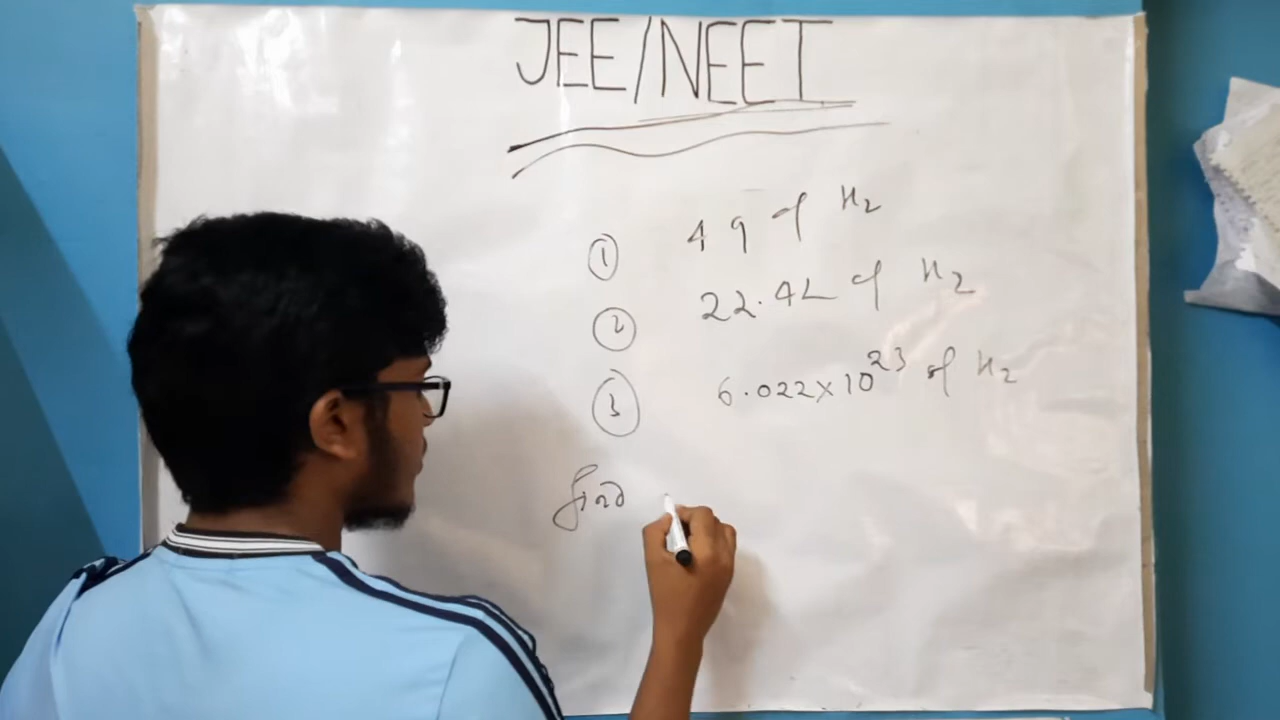 JEE/NEET
① 4 g of H₂
② 22.4L of H₂
③ 6.022×10²³ of H₂
find